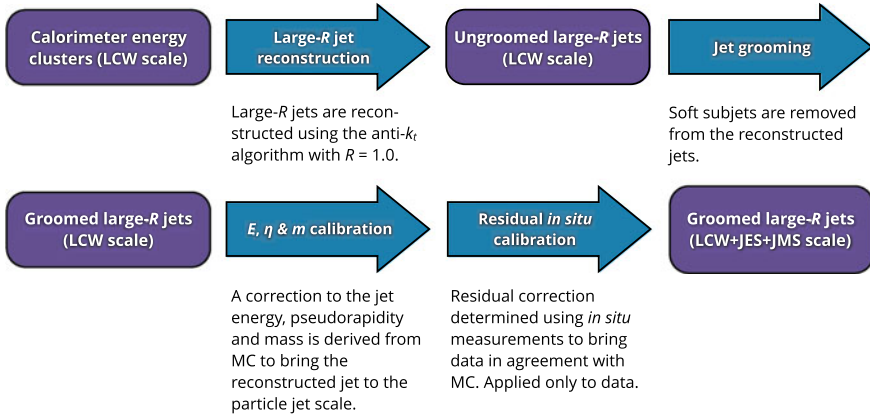 Calorimeter energy
clusters (LCW scale)
Large-R jet
reconstruction
Large-R jets are recon-
structed using the anti-kt
algorithm with R = 1.0.
Ungroomed large-R jets
(LCW scale)
Jet grooming
Soft subjets are removed
from the reconstructed
jets.
Groomed large-R jets
(LCW scale)
E, η & m calibration
A correction to the jet
energy, pseudorapidity
and mass is derived from
MC to bring the
reconstructed jet to the
particle jet scale.
Residual in situ
calibration
Residual correction
determined using in situ
measurements to bring
data in agreement with
MC. Applied only to data.
Groomed large-R jets
(LCW+JES+JMS scale)